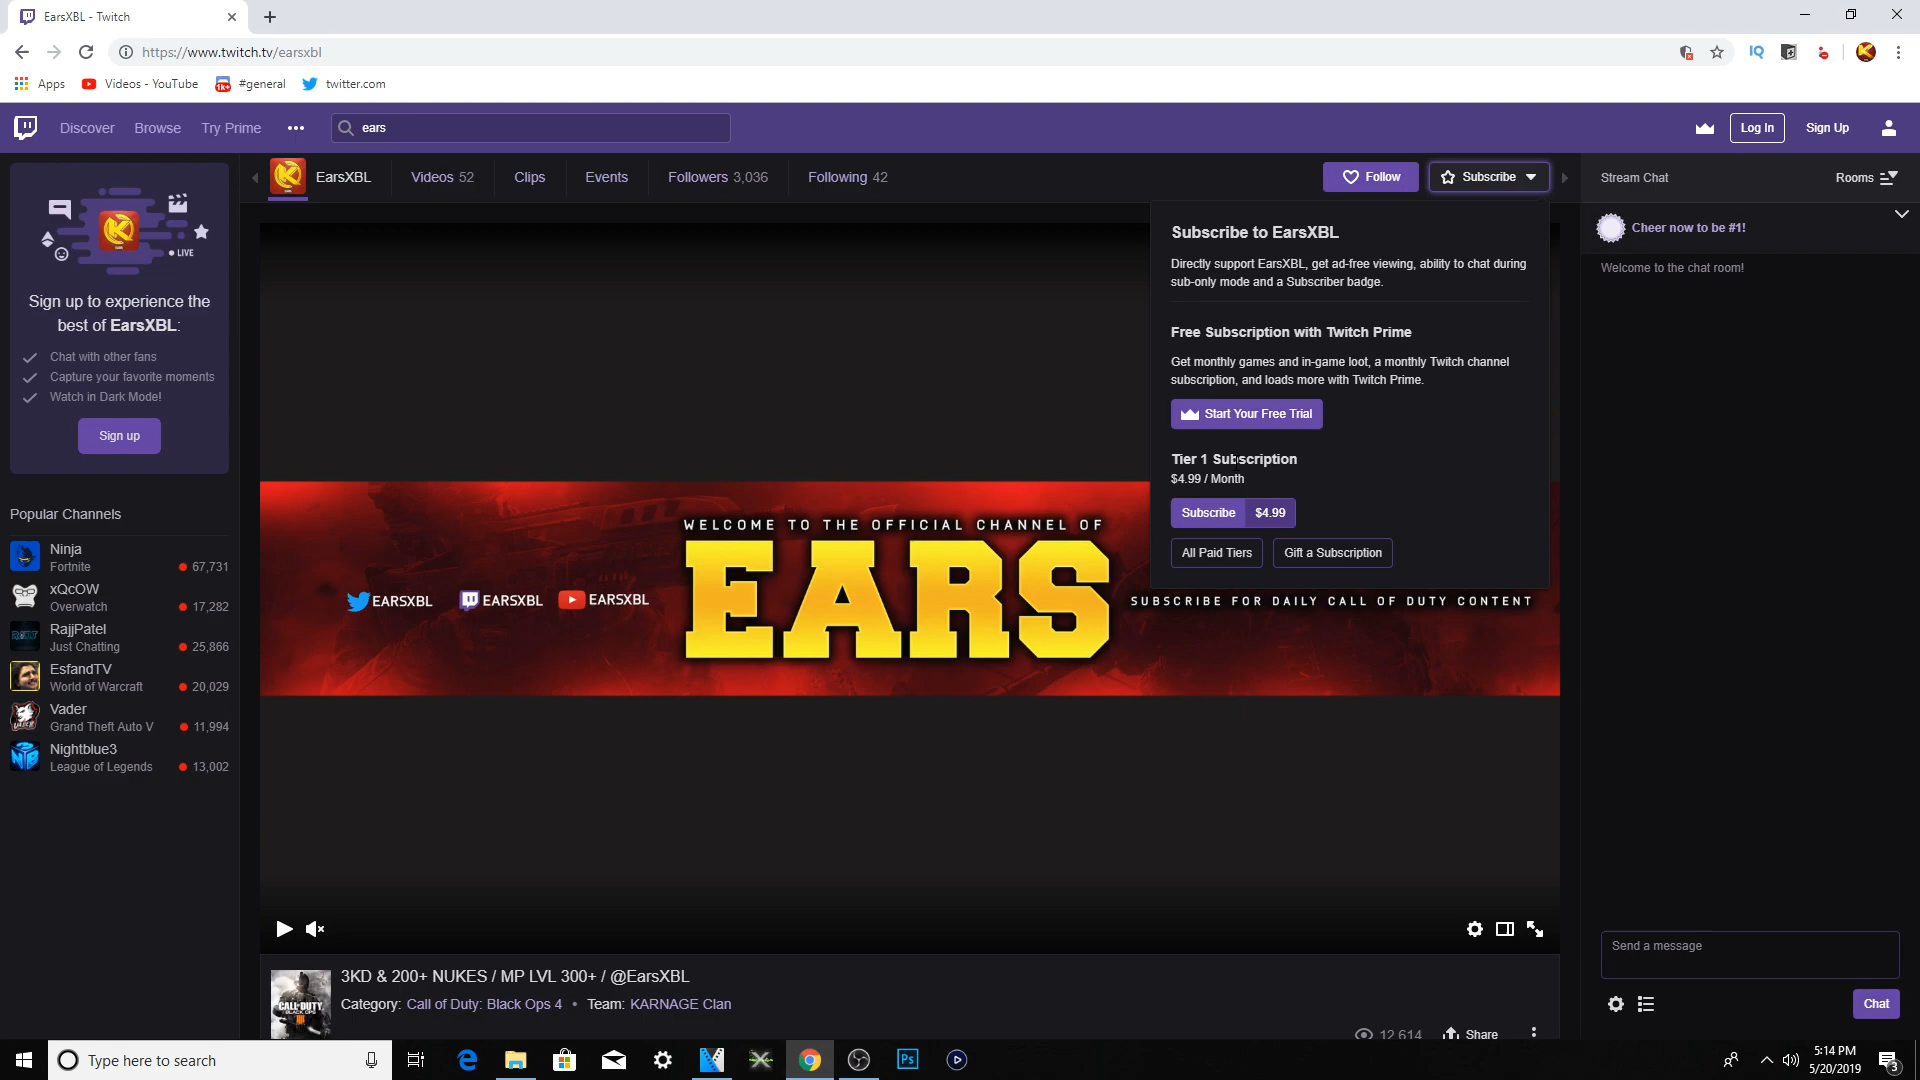 EarsXBL - Twitch
https://www.twitch.tv/earsxbl
IQ
Apps
Videos - YouTube
1k+
#general
twitter.com
Discover
Browse
Try Prime
ears
Log In
Sign Up
EarsXBL
Videos 52
Clips
Events
Followers 3,036
Following 42
Follow
Subscribe
Stream Chat
Rooms
LIVE
Sign up to experience the
best of EarsXBL:
Chat with other fans
Capture your favorite moments
Watch in Dark Mode!
Sign up
Popular Channels
Ninja
Fortnite
67,731
xQcOW
Overwatch
17,282
RajjPatel
Just Chatting
25,866
EsfandTV
World of Warcraft
20,029
Vader
Grand Theft Auto V
11,994
Nightblue3
League of Legends
13,002
Subscribe to EarsXBL
Directly support EarsXBL, get ad-free viewing, ability to chat during
sub-only mode and a Subscriber badge.
Free Subscription with Twitch Prime
Get monthly games and in-game loot, a monthly Twitch channel
subscription, and loads more with Twitch Prime.
Start Your Free Trial
Tier 1 Subscription
$4.99 / Month
Subscribe $4.99
All Paid Tiers
Gift a Subscription
WELCOME TO THE OFFICIAL CHANNEL OF
EARS
EARSXBL
EARSXBL
EARSXBL
SUBSCRIBE FOR DAILY CALL OF DUTY CONTENT
Cheer now to be #1!
Welcome to the chat room!
Send a message
Chat
3KD & 200+ NUKES / MP LVL 300+ / @EarsXBL
Category: Call of Duty: Black Ops 4 • Team: KARNAGE Clan
CALL OF DUTY
BLACK OPS
12,614
Share
Type here to search
Ps
5:14 PM
5/20/2019
3